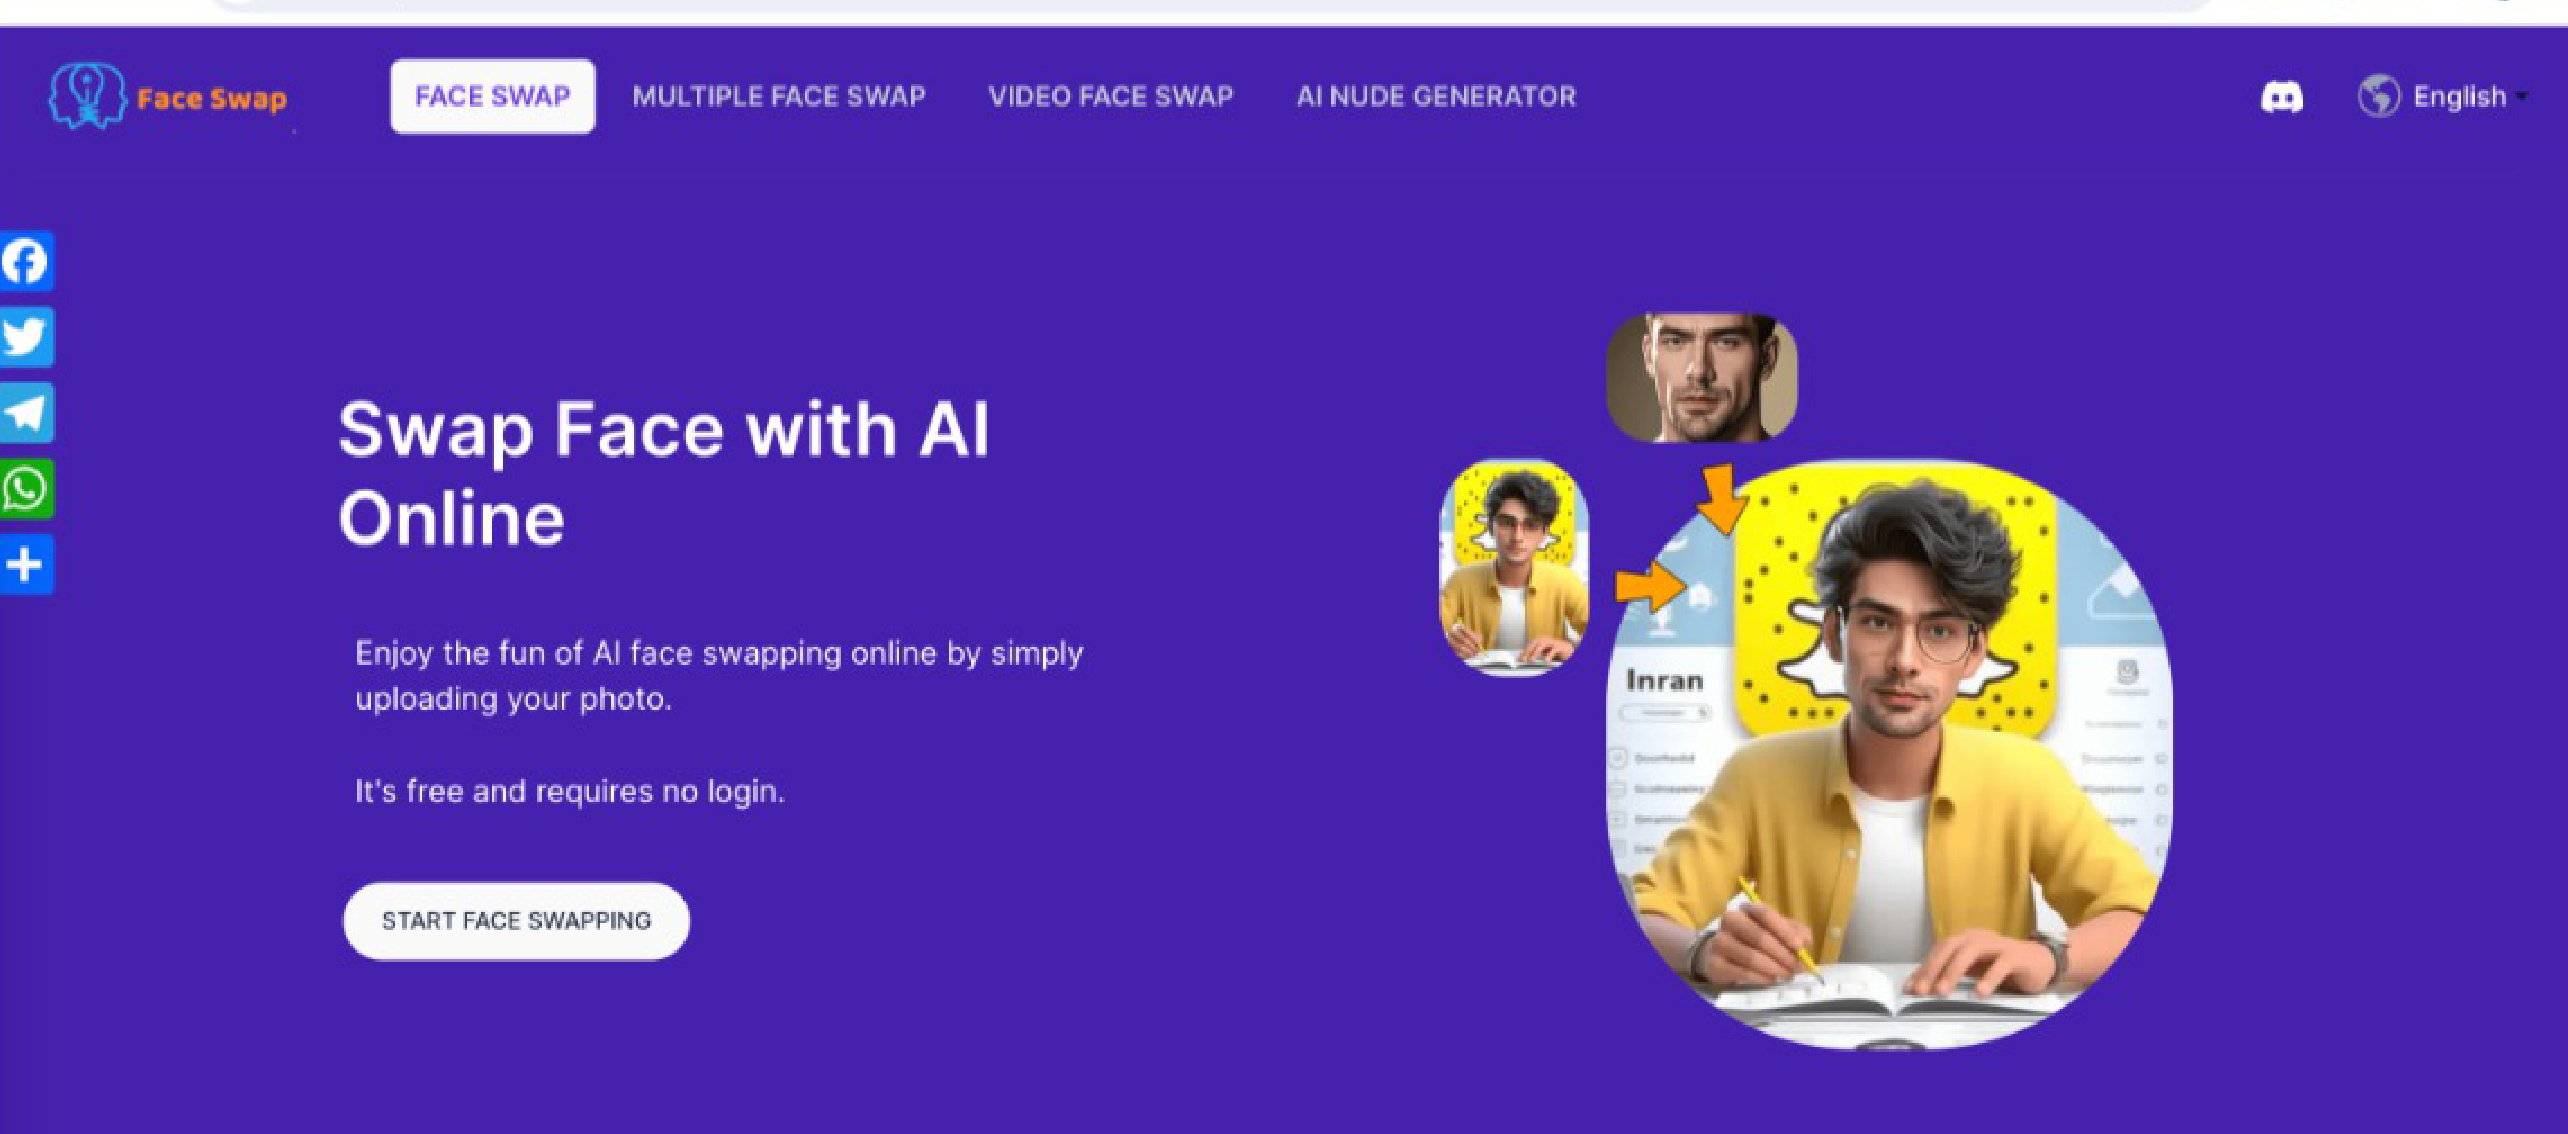 Face Swap
FACE SWAP
MULTIPLE FACE SWAP
VIDEO FACE SWAP
AI NUDE GENERATOR
English
Swap Face with AI
Online
Enjoy the fun of AI face swapping online by simply
uploading your photo.
It's free and requires no login.
START FACE SWAPPING
Inran